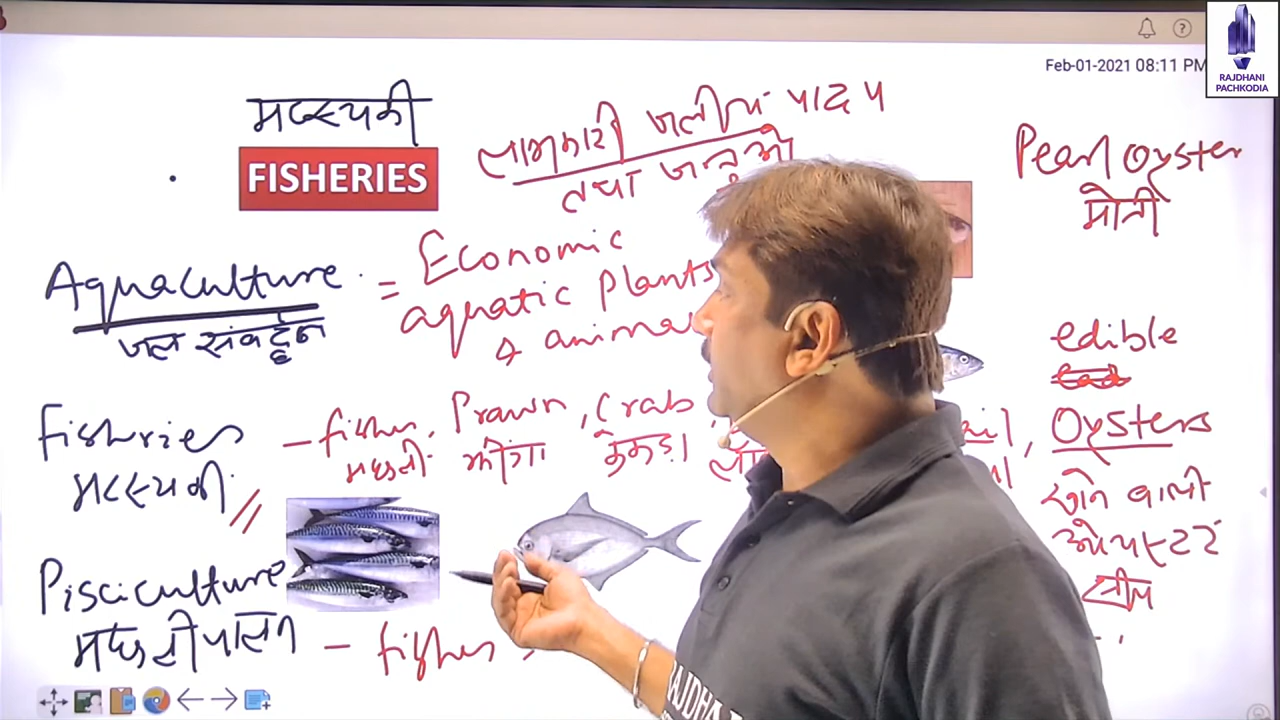 Feb-01-2021 08:11 PM
RAJDHANI
PACHKODIA
मत्स्यकी
FISHERIES
लाभकारी जलीय पादप
तथा जन्तुओ
Pearl Oyster
मोती
Aquaculture = Economic
जल संवर्द्धन
aquatic Plants
& animal
edible
Fisheries - fishes, Prawn, Crab
मत्स्यकी मछली झींगा केकड़ा
Oysters
खाने वाली
ओयस्टर
सीप
Pisciculture
मछलीपालन - fishes
RAJDHA